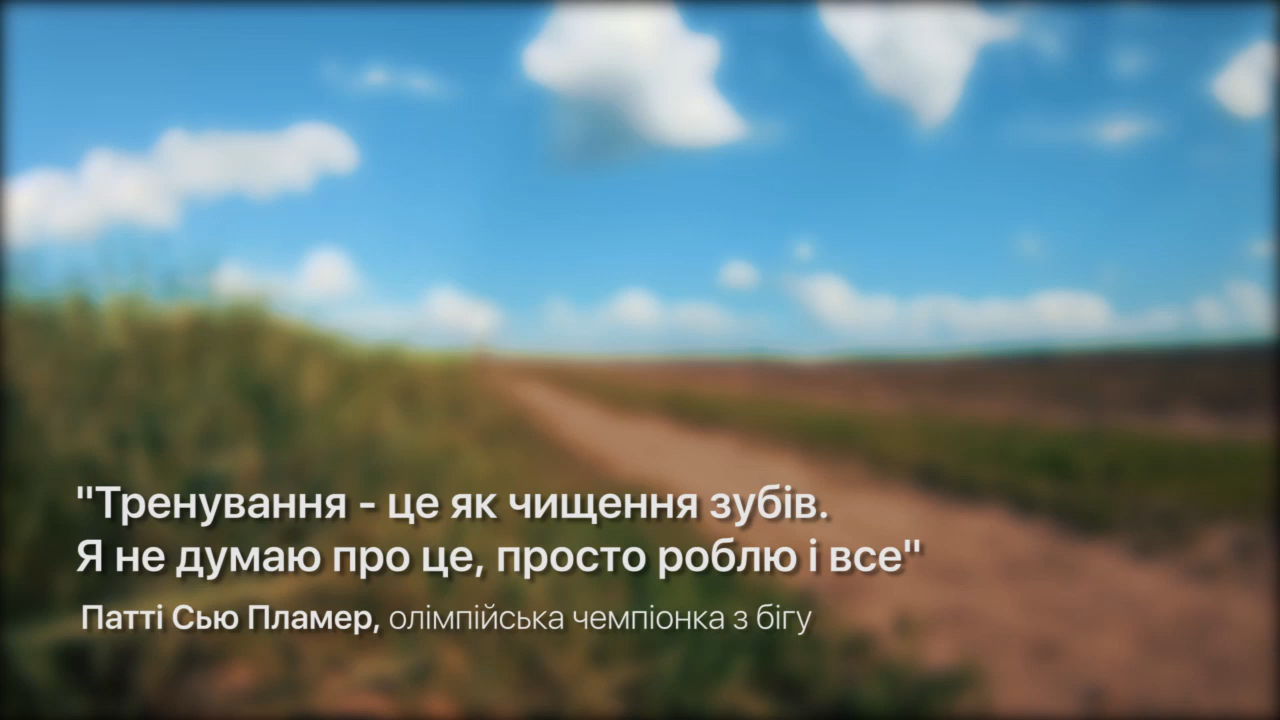 "Тренування - це як чищення зубів.
Я не думаю про це, просто роблю і все"
Патті Сью Пламер, олімпійська чемпіонка з бігу